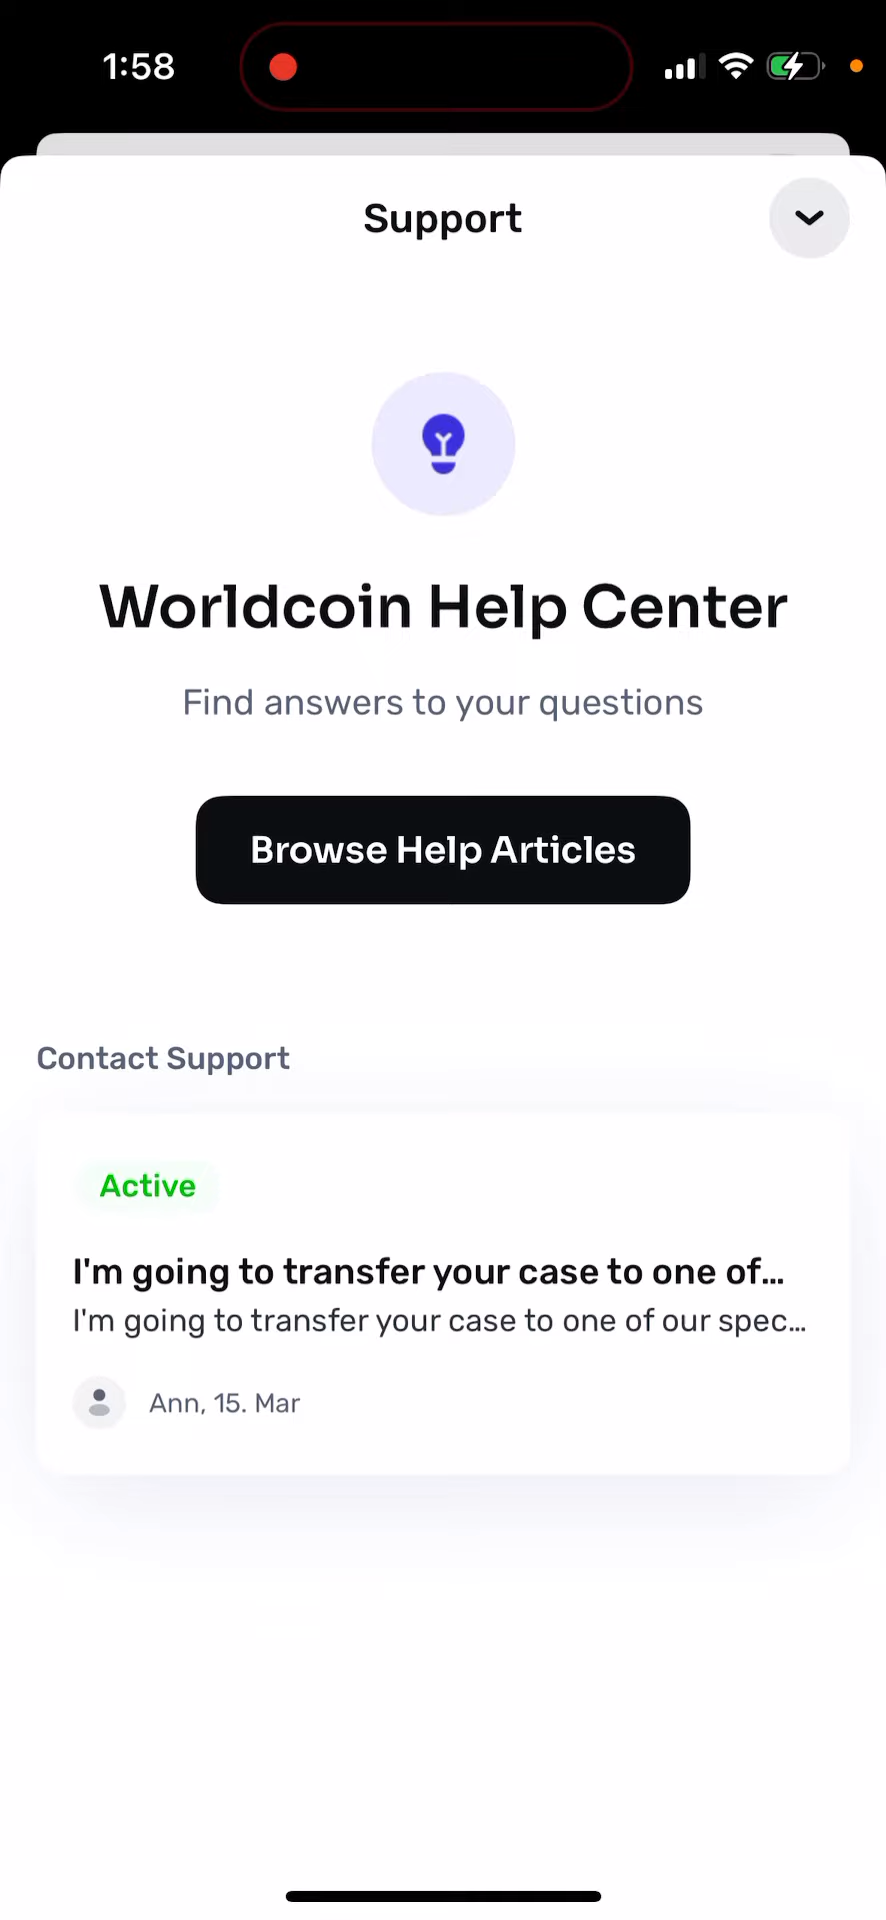 1:58
Support
Worldcoin Help Center
Find answers to your questions
Browse Help Articles
Contact Support
Active
I'm going to transfer your case to one of...
I'm going to transfer your case to one of our spec...
Ann, 15. Mar